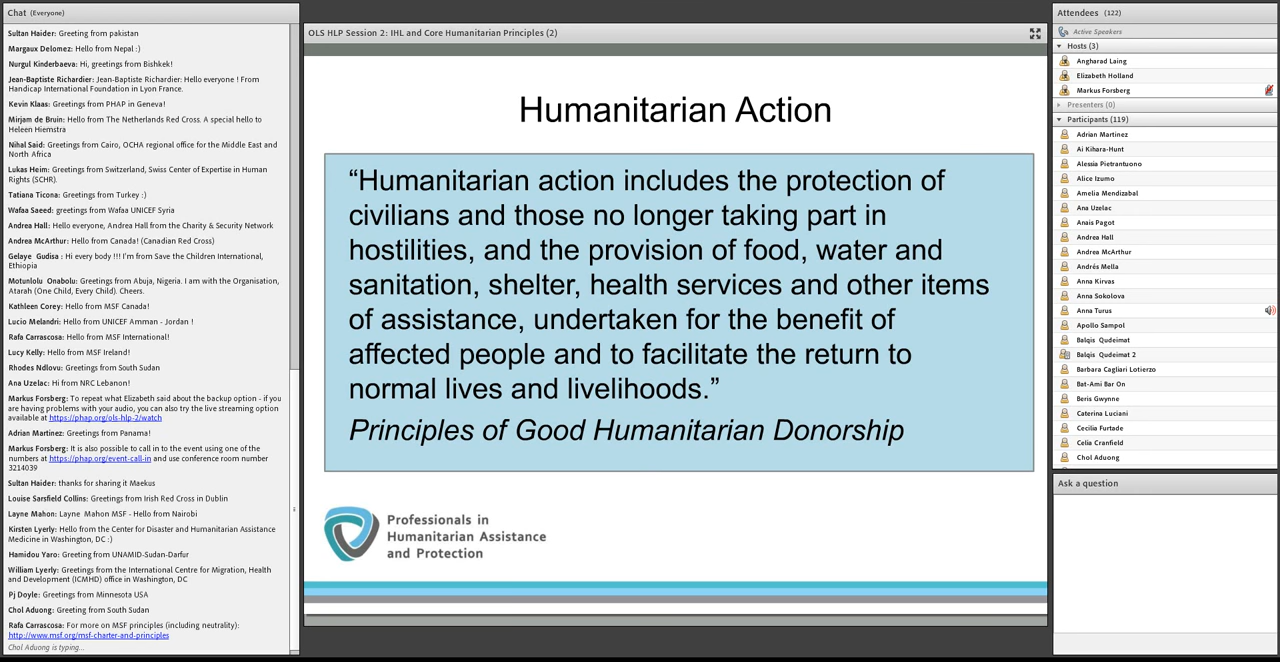 Chat (Everyone)
Sultan Haider: Greeting from pakistan
Margaux Delomez: Hello from Nepal :)
Nurgul Kinderbaeva: Hi, greetings from Bishkek!
Jean-Baptiste Richardier: Jean-Baptiste Richardier: Hello everyone ! From
Handicap International Foundation in Lyon France.
Kevin Klaas: Greetings from PHAP in Geneva!
Mirjam de Bruin: Hello from The Netherlands Red Cross. A special hello to
Heleen Hiemstra
Nihal Said: Greetings from Cairo, OCHA regional office for the Middle East and
North Africa
Lukas Heim: Greetings from Switzerland, Swiss Center of Expertise in Human
Rights (SCHR).
Tatiana Ticona: Greetings from Turkey :)
Wafaa Saeed: greetings from Wafaa UNICEF Syria
Andrea Hall: Hello everyone, Andrea Hall from the Charity & Security Network
Andrea McArthur: Hello from Canada! (Canadian Red Cross)
Gelaye Gudisa : Hi every body !!! I'm from Save the Children International,
Ethiopia
Motunlolu Onabolu: Greetings from Abuja, Nigeria. I am with the Organisation,
Atarah (One Child, Every Child). Cheers.
Kathleen Corey: Hello from MSF Canada!
Lucio Melandri: Hello from UNICEF Amman - Jordan !
Rafa Carrascosa: Hello from MSF International!
Lucy Kelly: Hello from MSF Ireland!
Rhodes Ndlovu: Greetings from South Sudan
Ana Uzelac: Hi from NRC Lebanon!
Markus Forsberg: To repeat what Elizabeth said about the backup option - if you
are having problems with your audio, you can also try the live streaming option
available at https://phap.org/ols-hlp-2/watch
Adrian Martinez: Greetings from Panama!
Markus Forsberg: It is also possible to call in to the event using one of the
numbers at https://phap.org/event-call-in and use conference room number
3214039
Sultan Haider: thanks for sharing it Maekus
Louise Sarsfield Collins: Greetings from Irish Red Cross in Dublin
Layne Mahon: Layne Mahon MSF - Hello from Nairobi
Kirsten Lyerly: Hello from the Center for Disaster and Humanitarian Assistance
Medicine in Washington, DC :)
Hamidou Yaro: Greeting from UNAMID-Sudan-Darfur
William Lyerly: Greetings from the International Centre for Migration, Health
and Development (ICMHD) office in Washington, DC
Pj Doyle: Greetings from Minnesota USA
Chol Aduong: Greeting from South Sudan
Rafa Carrascosa: For more on MSF principles (including neutrality):
http://www.msf.org/msf-charter-and-principles
Chol Aduong is typing...
OLS HLP Session 2: IHL and Core Humanitarian Principles (2)
Humanitarian Action
“Humanitarian action includes the protection of
civilians and those no longer taking part in
hostilities, and the provision of food, water and
sanitation, shelter, health services and other items
of assistance, undertaken for the benefit of
affected people and to facilitate the return to
normal lives and livelihoods.”
Principles of Good Humanitarian Donorship
Professionals in
Humanitarian Assistance
and Protection
Attendees (122)
Active Speakers
Hosts (3)
Angharad Laing
Elizabeth Holland
Markus Forsberg
Presenters (0)
Participants (119)
Adrian Martinez
Ai Kihara-Hunt
Alessia Pietrantuono
Alice Izumo
Amelia Mendizabal
Ana Uzelac
Anais Pagot
Andrea Hall
Andrea McArthur
Andrés Mella
Anna Kirvas
Anna Sokolova
Anna Turus
Apollo Sampol
Balqis Qudeimat
Balqis Qudeimat 2
Barbara Cagliari Lotierzo
Bat-Ami Bar On
Beris Gwynne
Caterina Luciani
Cecilia Furtade
Celia Cranfield
Chol Aduong
Ask a question